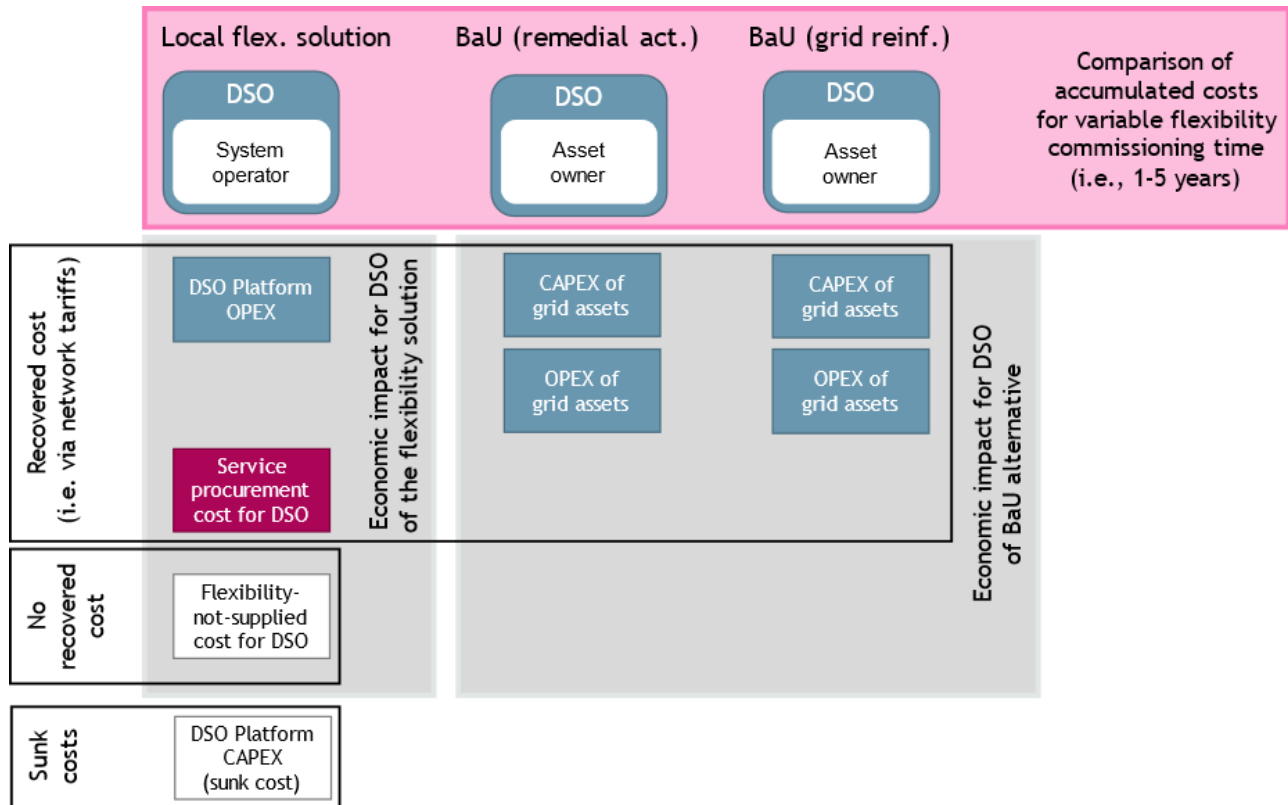 Local flex. solution
BaU (remedial act.)
BaU (grid reinf.)
DSO
System
operator
DSO
Asset
owner
DSO
Asset
owner
Comparison of
accumulated costs
for variable flexibility
commissioning time
(i.e., 1-5 years)
Recovered cost
(i.e. via network tariffs)
DSO Platform
OPEX
Service
procurement
cost for DSO
Economic impact for DSO
of the flexibility solution
CAPEX of
grid assets
OPEX of
grid assets
CAPEX of
grid assets
OPEX of
grid assets
Economic impact for DSO
of BaU alternative
No
recovered
cost
Flexibility-
not-supplied
cost for DSO
Sunk
costs
DSO Platform
CAPEX
(sunk cost)